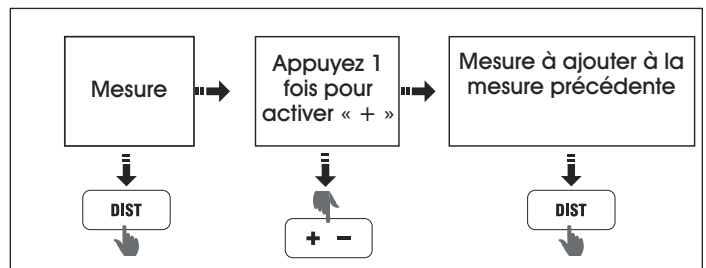 Mesure
Appuyez 1
fois pour
activer « + »
Mesure à ajouter à la
mesure précédente
DIST
+ −
DIST